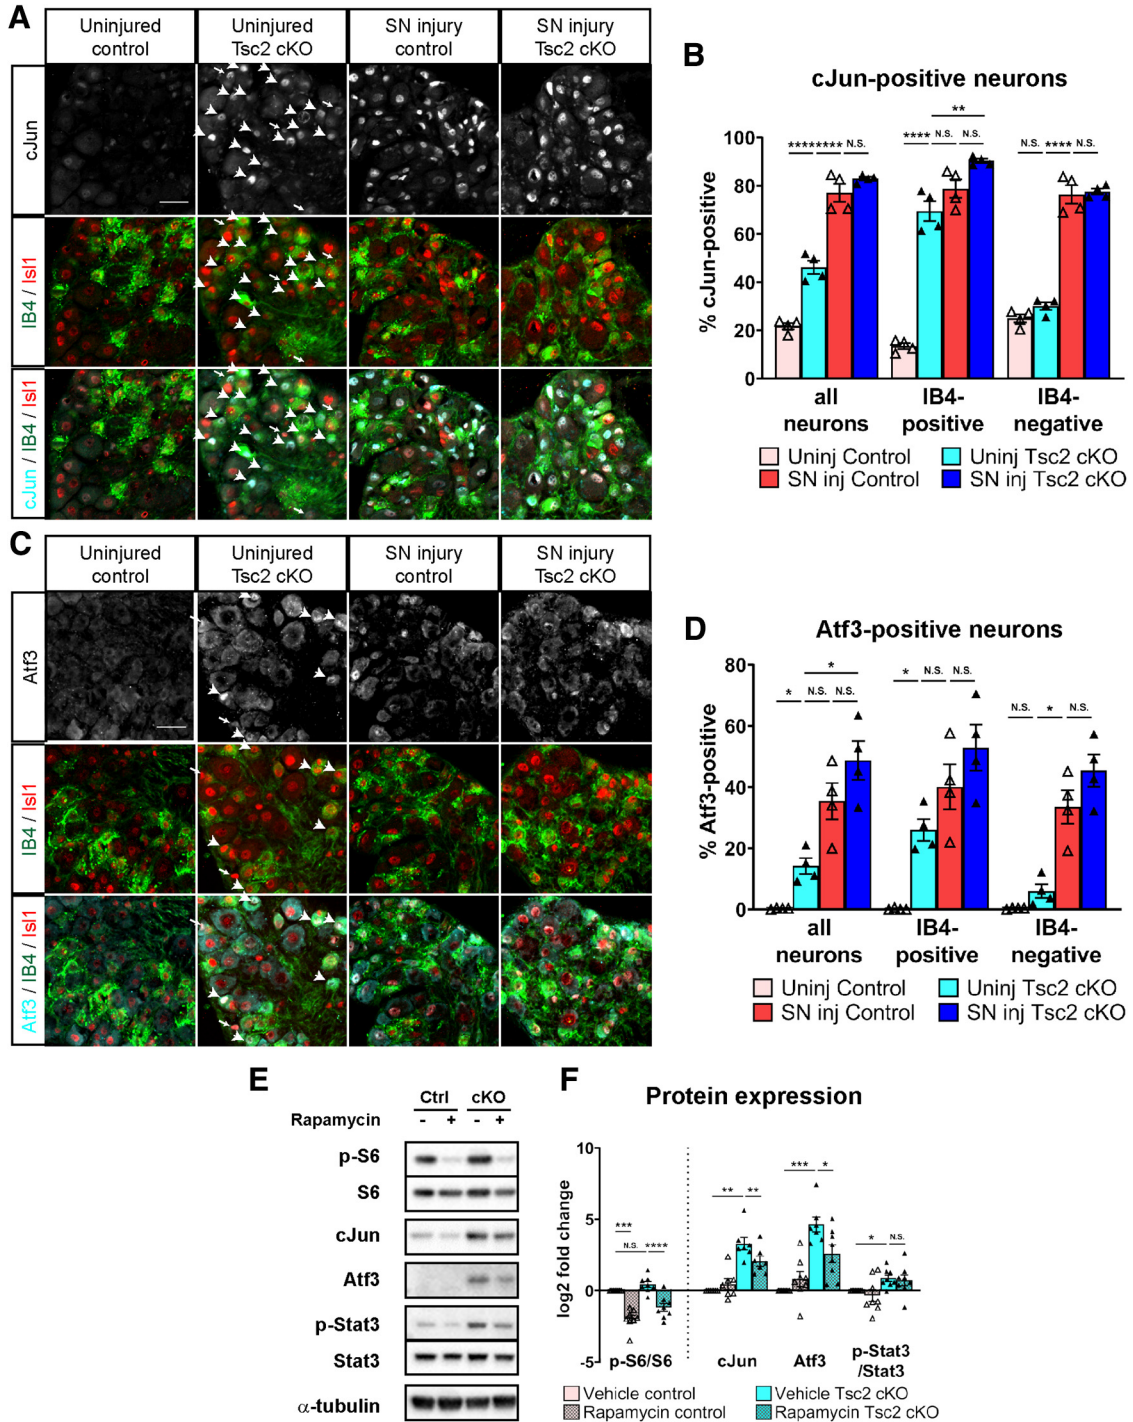 A
Uninjured control
Uninjured Tsc2 cKO
SN injury control
SN injury Tsc2 cKO
cJun
IB4 / Isl1
cJun / IB4 / Isl1
B
cJun-positive neurons
% cJun-positive
100
80
60
40
20
0
**** **** N.S.
**** N.S. N.S.
**
N.S. **** N.S.
all neurons
IB4-positive
IB4-negative
Uninj Control
Uninj Tsc2 cKO
SN inj Control
SN inj Tsc2 cKO
C
Uninjured control
Uninjured Tsc2 cKO
SN injury control
SN injury Tsc2 cKO
Atf3
IB4 / Isl1
Atf3 / IB4 / Isl1
D
Atf3-positive neurons
% Atf3-positive
80
60
40
20
0
*
* N.S. N.S.
* N.S. N.S.
N.S. * N.S.
all neurons
IB4-positive
IB4-negative
Uninj Control
Uninj Tsc2 cKO
SN inj Control
SN inj Tsc2 cKO
E
Ctrl cKO
Rapamycin - + - +
p-S6
S6
cJun
Atf3
p-Stat3
Stat3
α-tubulin
F
Protein expression
log2 fold change
10
5
0
-5
***
N.S. ****
** **
*** *
* N.S.
p-S6/S6
cJun
Atf3
p-Stat3
/Stat3
Vehicle control
Vehicle Tsc2 cKO
Rapamycin control
Rapamycin Tsc2 cKO